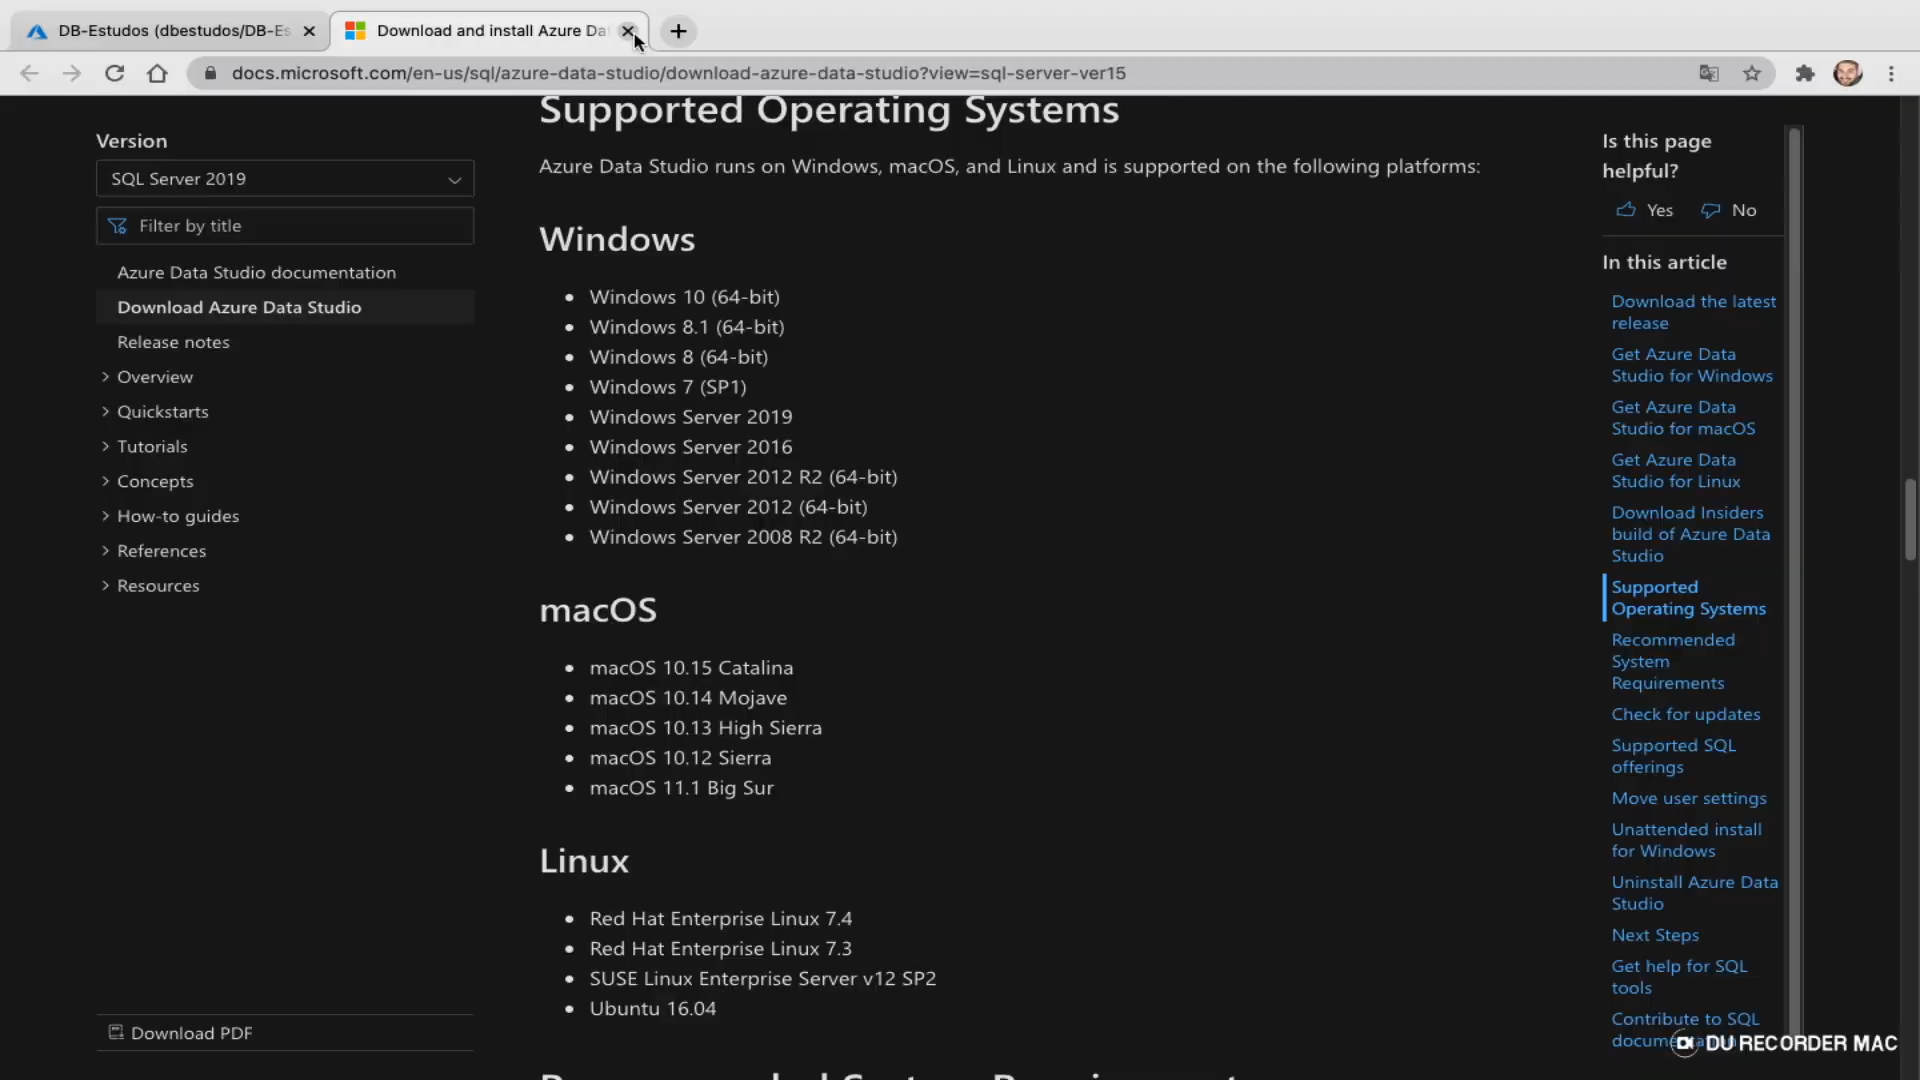 DB-Estudos (dbestudos/DB-Es
Download and install Azure Da
docs.microsoft.com/en-us/sql/azure-data-studio/download-azure-data-studio?view=sql-server-ver15
Version
SQL Server 2019
Filter by title
Azure Data Studio documentation
Download Azure Data Studio
Release notes
Overview
Quickstarts
Tutorials
Concepts
How-to guides
References
Resources
Download PDF
Supported Operating Systems
Azure Data Studio runs on Windows, macOS, and Linux and is supported on the following platforms:
Windows
Windows 10 (64-bit)
Windows 8.1 (64-bit)
Windows 8 (64-bit)
Windows 7 (SP1)
Windows Server 2019
Windows Server 2016
Windows Server 2012 R2 (64-bit)
Windows Server 2012 (64-bit)
Windows Server 2008 R2 (64-bit)
macOS
macOS 10.15 Catalina
macOS 10.14 Mojave
macOS 10.13 High Sierra
macOS 10.12 Sierra
macOS 11.1 Big Sur
Linux
Red Hat Enterprise Linux 7.4
Red Hat Enterprise Linux 7.3
SUSE Linux Enterprise Server v12 SP2
Ubuntu 16.04
Is this page
helpful?
Yes
No
In this article
Download the latest
release
Get Azure Data
Studio for Windows
Get Azure Data
Studio for macOS
Get Azure Data
Studio for Linux
Download Insiders
build of Azure Data
Studio
Supported
Operating Systems
Recommended
System
Requirements
Check for updates
Supported SQL
offerings
Move user settings
Unattended install
for Windows
Uninstall Azure Data
Studio
Next Steps
Get help for SQL
tools
Contribute to SQL
DU RECORDER MAC